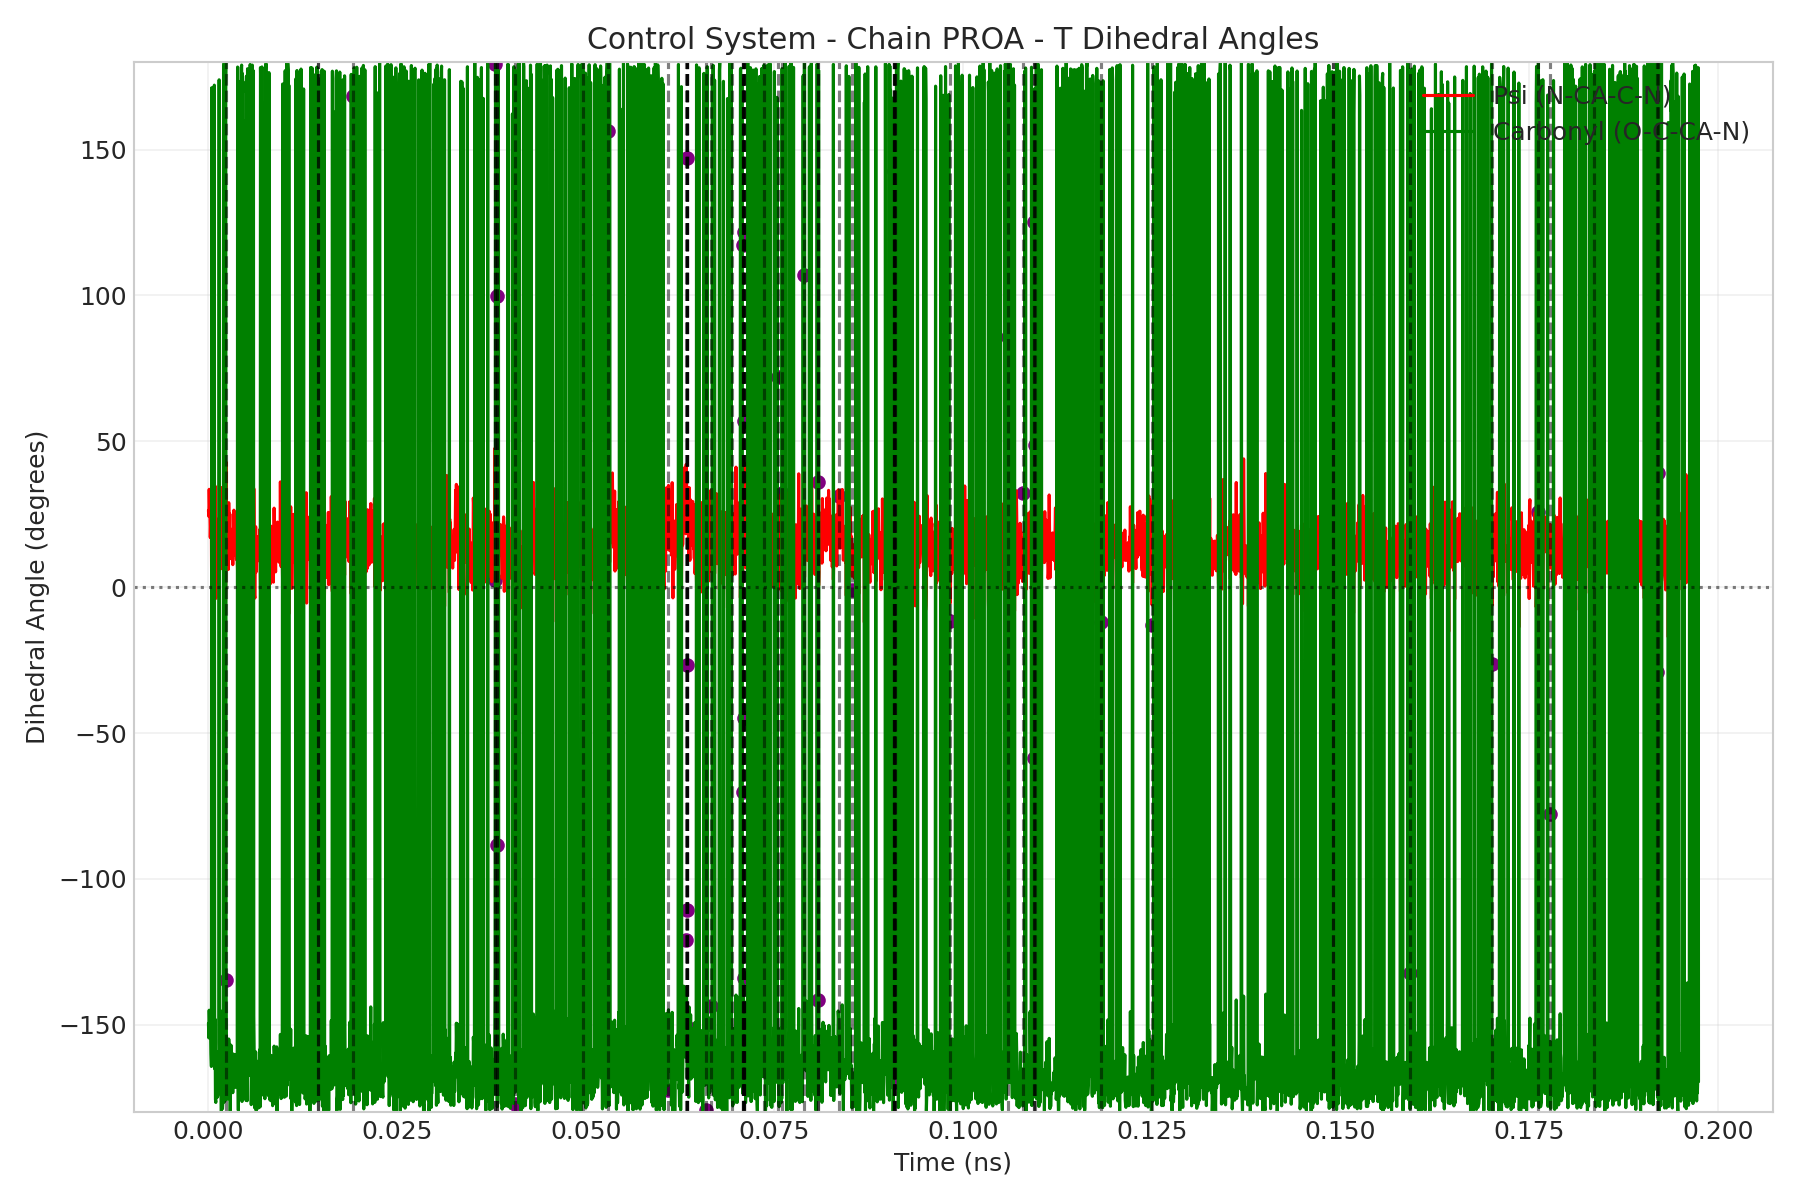 Control System - Chain PROA - T Dihedral Angles
Psi (N-CA-C-N)
Carbonyl (O-C-CA-N)
Dihedral Angle (degrees)
150
100
50
0
−50
−100
−150
0.000 0.025 0.050 0.075 0.100 0.125 0.150 0.175 0.200
Time (ns)